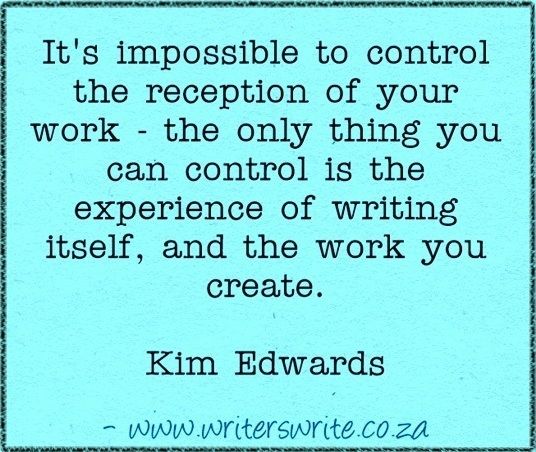 It's impossible to control
the reception of your
work - the only thing you
can control is the
experience of writing
itself, and the work you
create.
Kim Edwards
- www.writerswrite.co.za